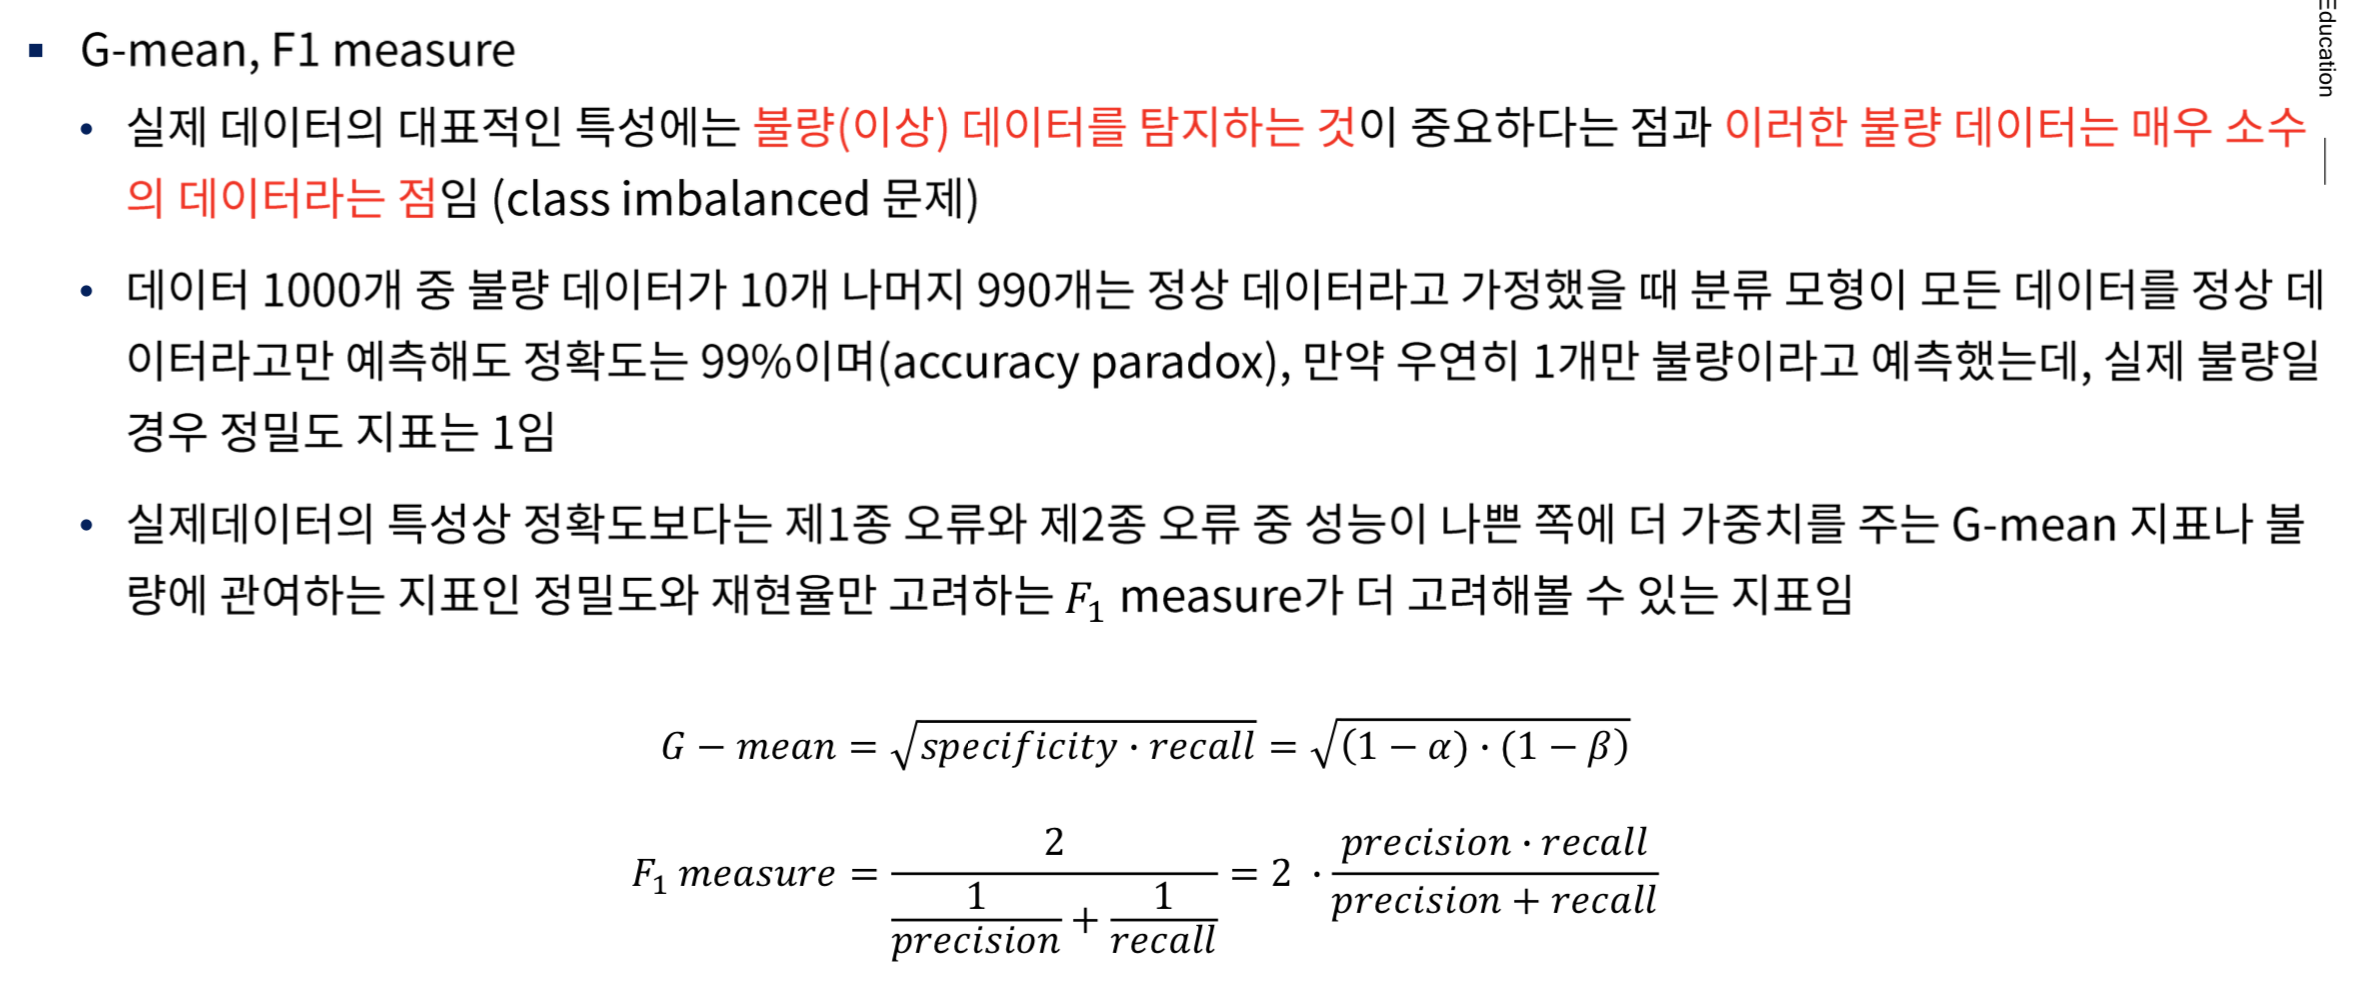 Education
▪ G-mean, F1 measure
• 실제 데이터의 대표적인 특성에는 불량(이상) 데이터를 탐지하는 것이 중요하다는 점과 이러한 불량 데이터는 매우 소수
의 데이터라는 점임 (class imbalanced 문제)
• 데이터 1000개 중 불량 데이터가 10개 나머지 990개는 정상 데이터라고 가정했을 때 분류 모형이 모든 데이터를 정상 데
이터라고만 예측해도 정확도는 99%이며(accuracy paradox), 만약 우연히 1개만 불량이라고 예측했는데, 실제 불량일
경우 정밀도 지표는 1임
• 실제데이터의 특성상 정확도보다는 제1종 오류와 제2종 오류 중 성능이 나쁜 쪽에 더 가중치를 주는 G-mean 지표나 불
량에 관여하는 지표인 정밀도와 재현율만 고려하는 F₁ measure가 더 고려해볼 수 있는 지표임
G − mean = √(specificity · recall) = √((1 − α) · (1 − β))
F₁ measure = 2 / (1/precision + 1/recall) = 2 · (precision · recall)/(precision + recall)